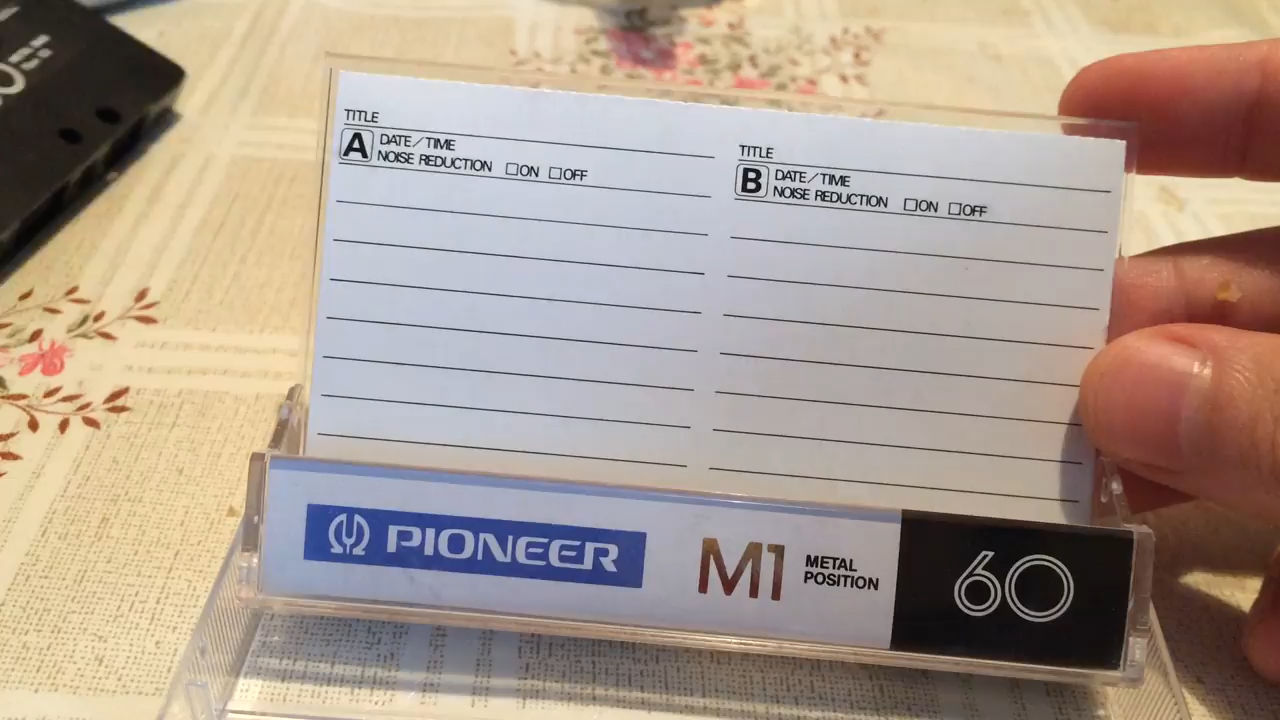 TITLE
A DATE/TIME
NOISE REDUCTION □ON □OFF
TITLE
B DATE/TIME
NOISE REDUCTION □ON □OFF
PIONEER M1 METAL POSITION 60